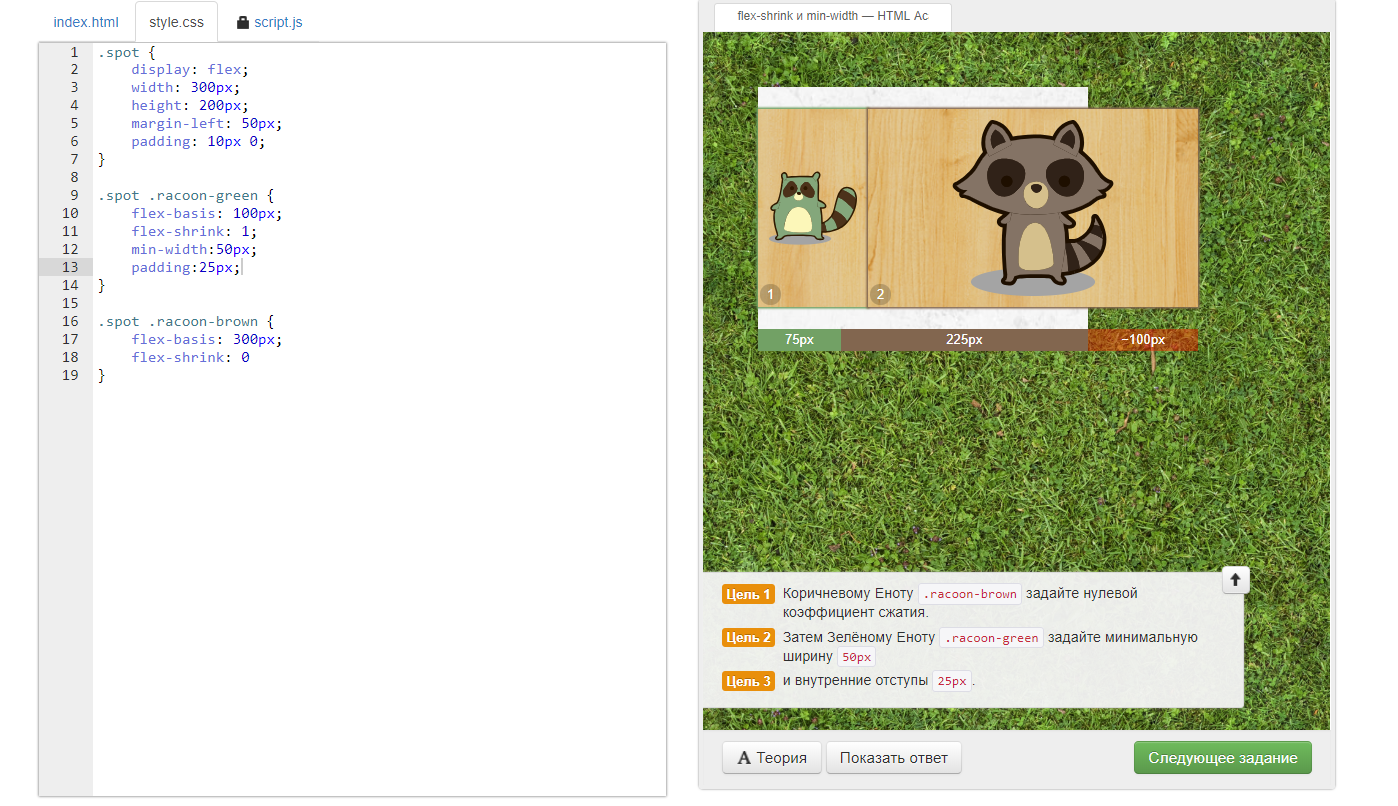 index.html
style.css
script.js
1 .spot {
2 display: flex;
3 width: 300px;
4 height: 200px;
5 margin-left: 50px;
6 padding: 10px 0;
7 }
8
9 .spot .racoon-green {
10 flex-basis: 100px;
11 flex-shrink: 1;
12 min-width:50px;
13 padding:25px;
14 }
15
16 .spot .racoon-brown {
17 flex-basis: 300px;
18 flex-shrink: 0
19 }
flex-shrink и min-width — HTML Ac
1
2
75px
225px
−100px
Цель 1 Коричневому Еноту .racoon-brown задайте нулевой
коэффициент сжатия.
Цель 2 Затем Зелёному Еноту .racoon-green задайте минимальную
ширину 50px
Цель 3 и внутренние отступы 25px.
A Теория
Показать ответ
Следующее задание